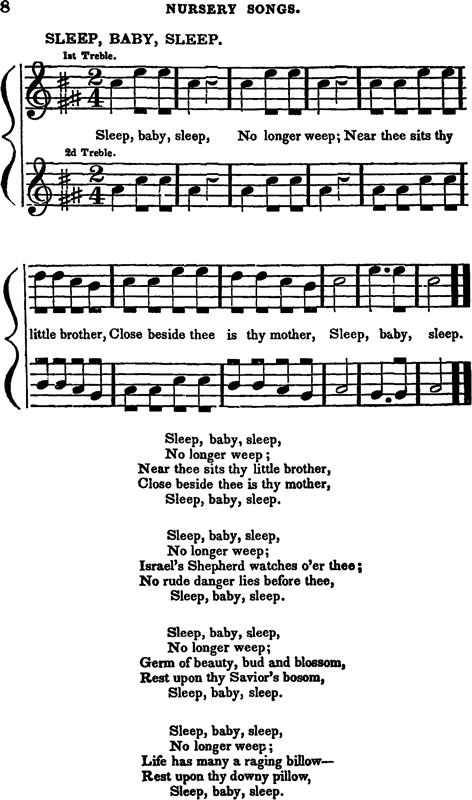 8 NURSERY SONGS.
SLEEP, BABY, SLEEP.
1st Treble.
2/4
Sleep, baby, sleep, No longer weep; Near thee sits thy
2d Treble.
2/4
little brother, Close beside thee is thy mother, Sleep, baby, sleep.
Sleep, baby, sleep,
No longer weep;
Near thee sits thy little brother,
Close beside thee is thy mother,
Sleep, baby, sleep.
Sleep, baby, sleep,
No longer weep;
Israel's Shepherd watches o'er thee;
No rude danger lies before thee,
Sleep, baby, sleep.
Sleep, baby, sleep,
No longer weep;
Germ of beauty, bud and blossom,
Rest upon thy Savior's bosom,
Sleep, baby, sleep.
Sleep, baby, sleep,
No longer weep;
Life has many a raging billow—
Rest upon thy downy pillow,
Sleep, baby, sleep.